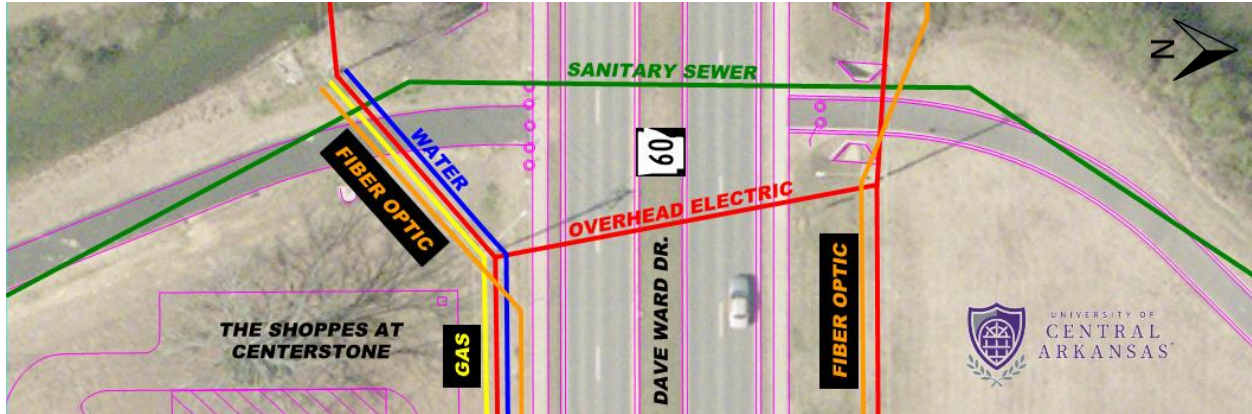 N
SANITARY SEWER
WATER
FIBER OPTIC
60
OVERHEAD ELECTRIC
DAVE WARD DR.
FIBER OPTIC
THE SHOPPES AT
CENTERSTONE
GAS
UNIVERSITY OF
CENTRAL
ARKANSAS